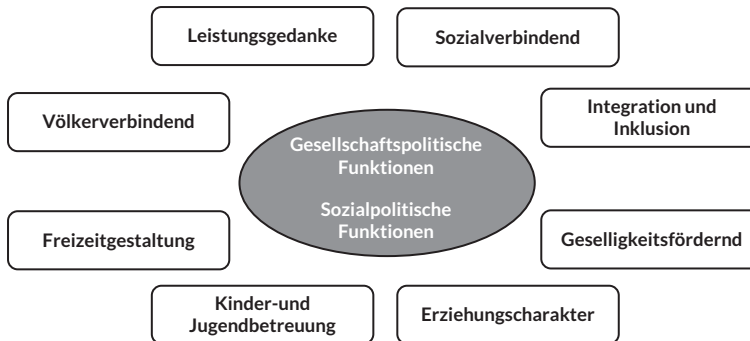 Leistungsgedanke
Sozialverbindend
Völkerverbindend
Integration und
Inklusion
Gesellschaftspolitische
Funktionen
Sozialpolitische
Funktionen
Freizeitgestaltung
Geselligkeitsfördernd
Kinder-und
Jugendbetreuung
Erziehungscharakter